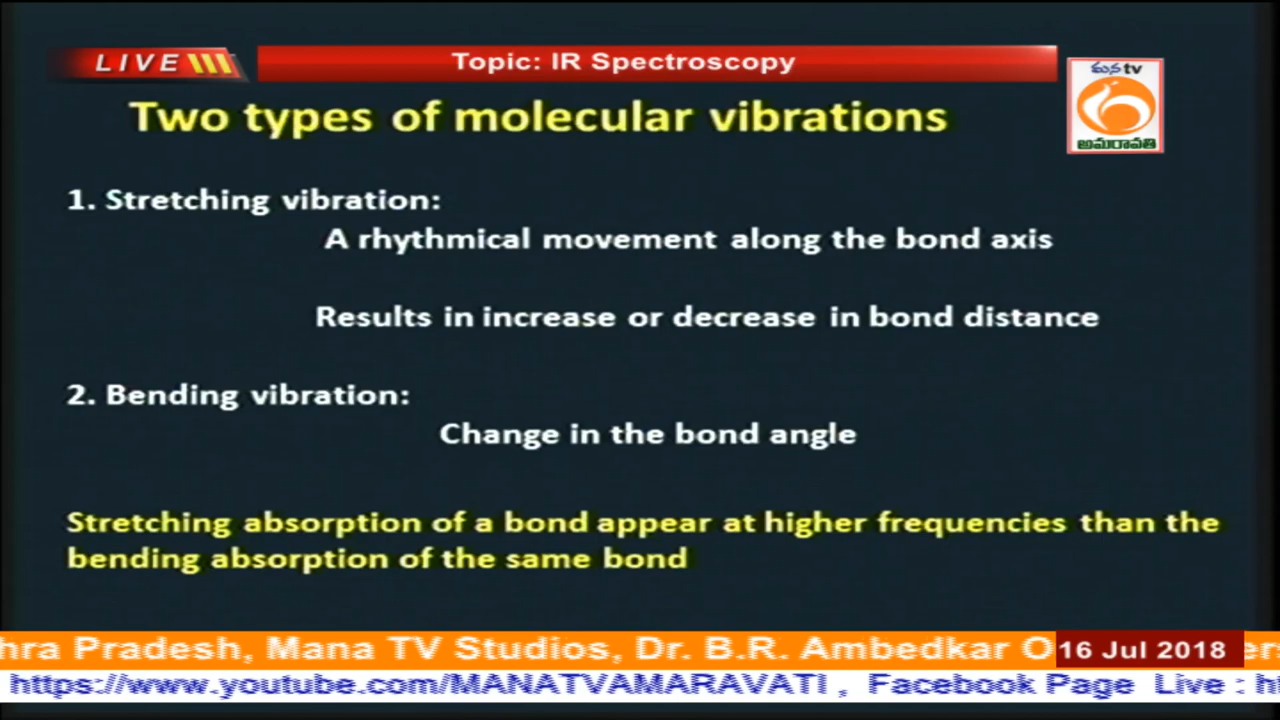 LIVE
Topic: IR Spectroscopy
మన tv
అమరావతి
Two types of molecular vibrations
1. Stretching vibration:
A rhythmical movement along the bond axis
Results in increase or decrease in bond distance
2. Bending vibration:
Change in the bond angle
Stretching absorption of a bond appear at higher frequencies than the
bending absorption of the same bond
hra Pradesh, Mana TV Studios, Dr. B.R. Ambedkar O
16 Jul 2018
ers
https://www.youtube.com/MANATVAMARAVATI , Facebook Page Live : h